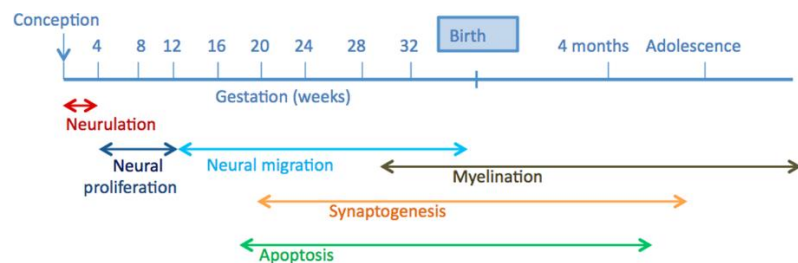 Conception
Birth
4 8 12 16 20 24 28 32 4 months Adolescence
Gestation (weeks)
Neurulation
Neural proliferation
Neural migration
Myelination
Synaptogenesis
Apoptosis